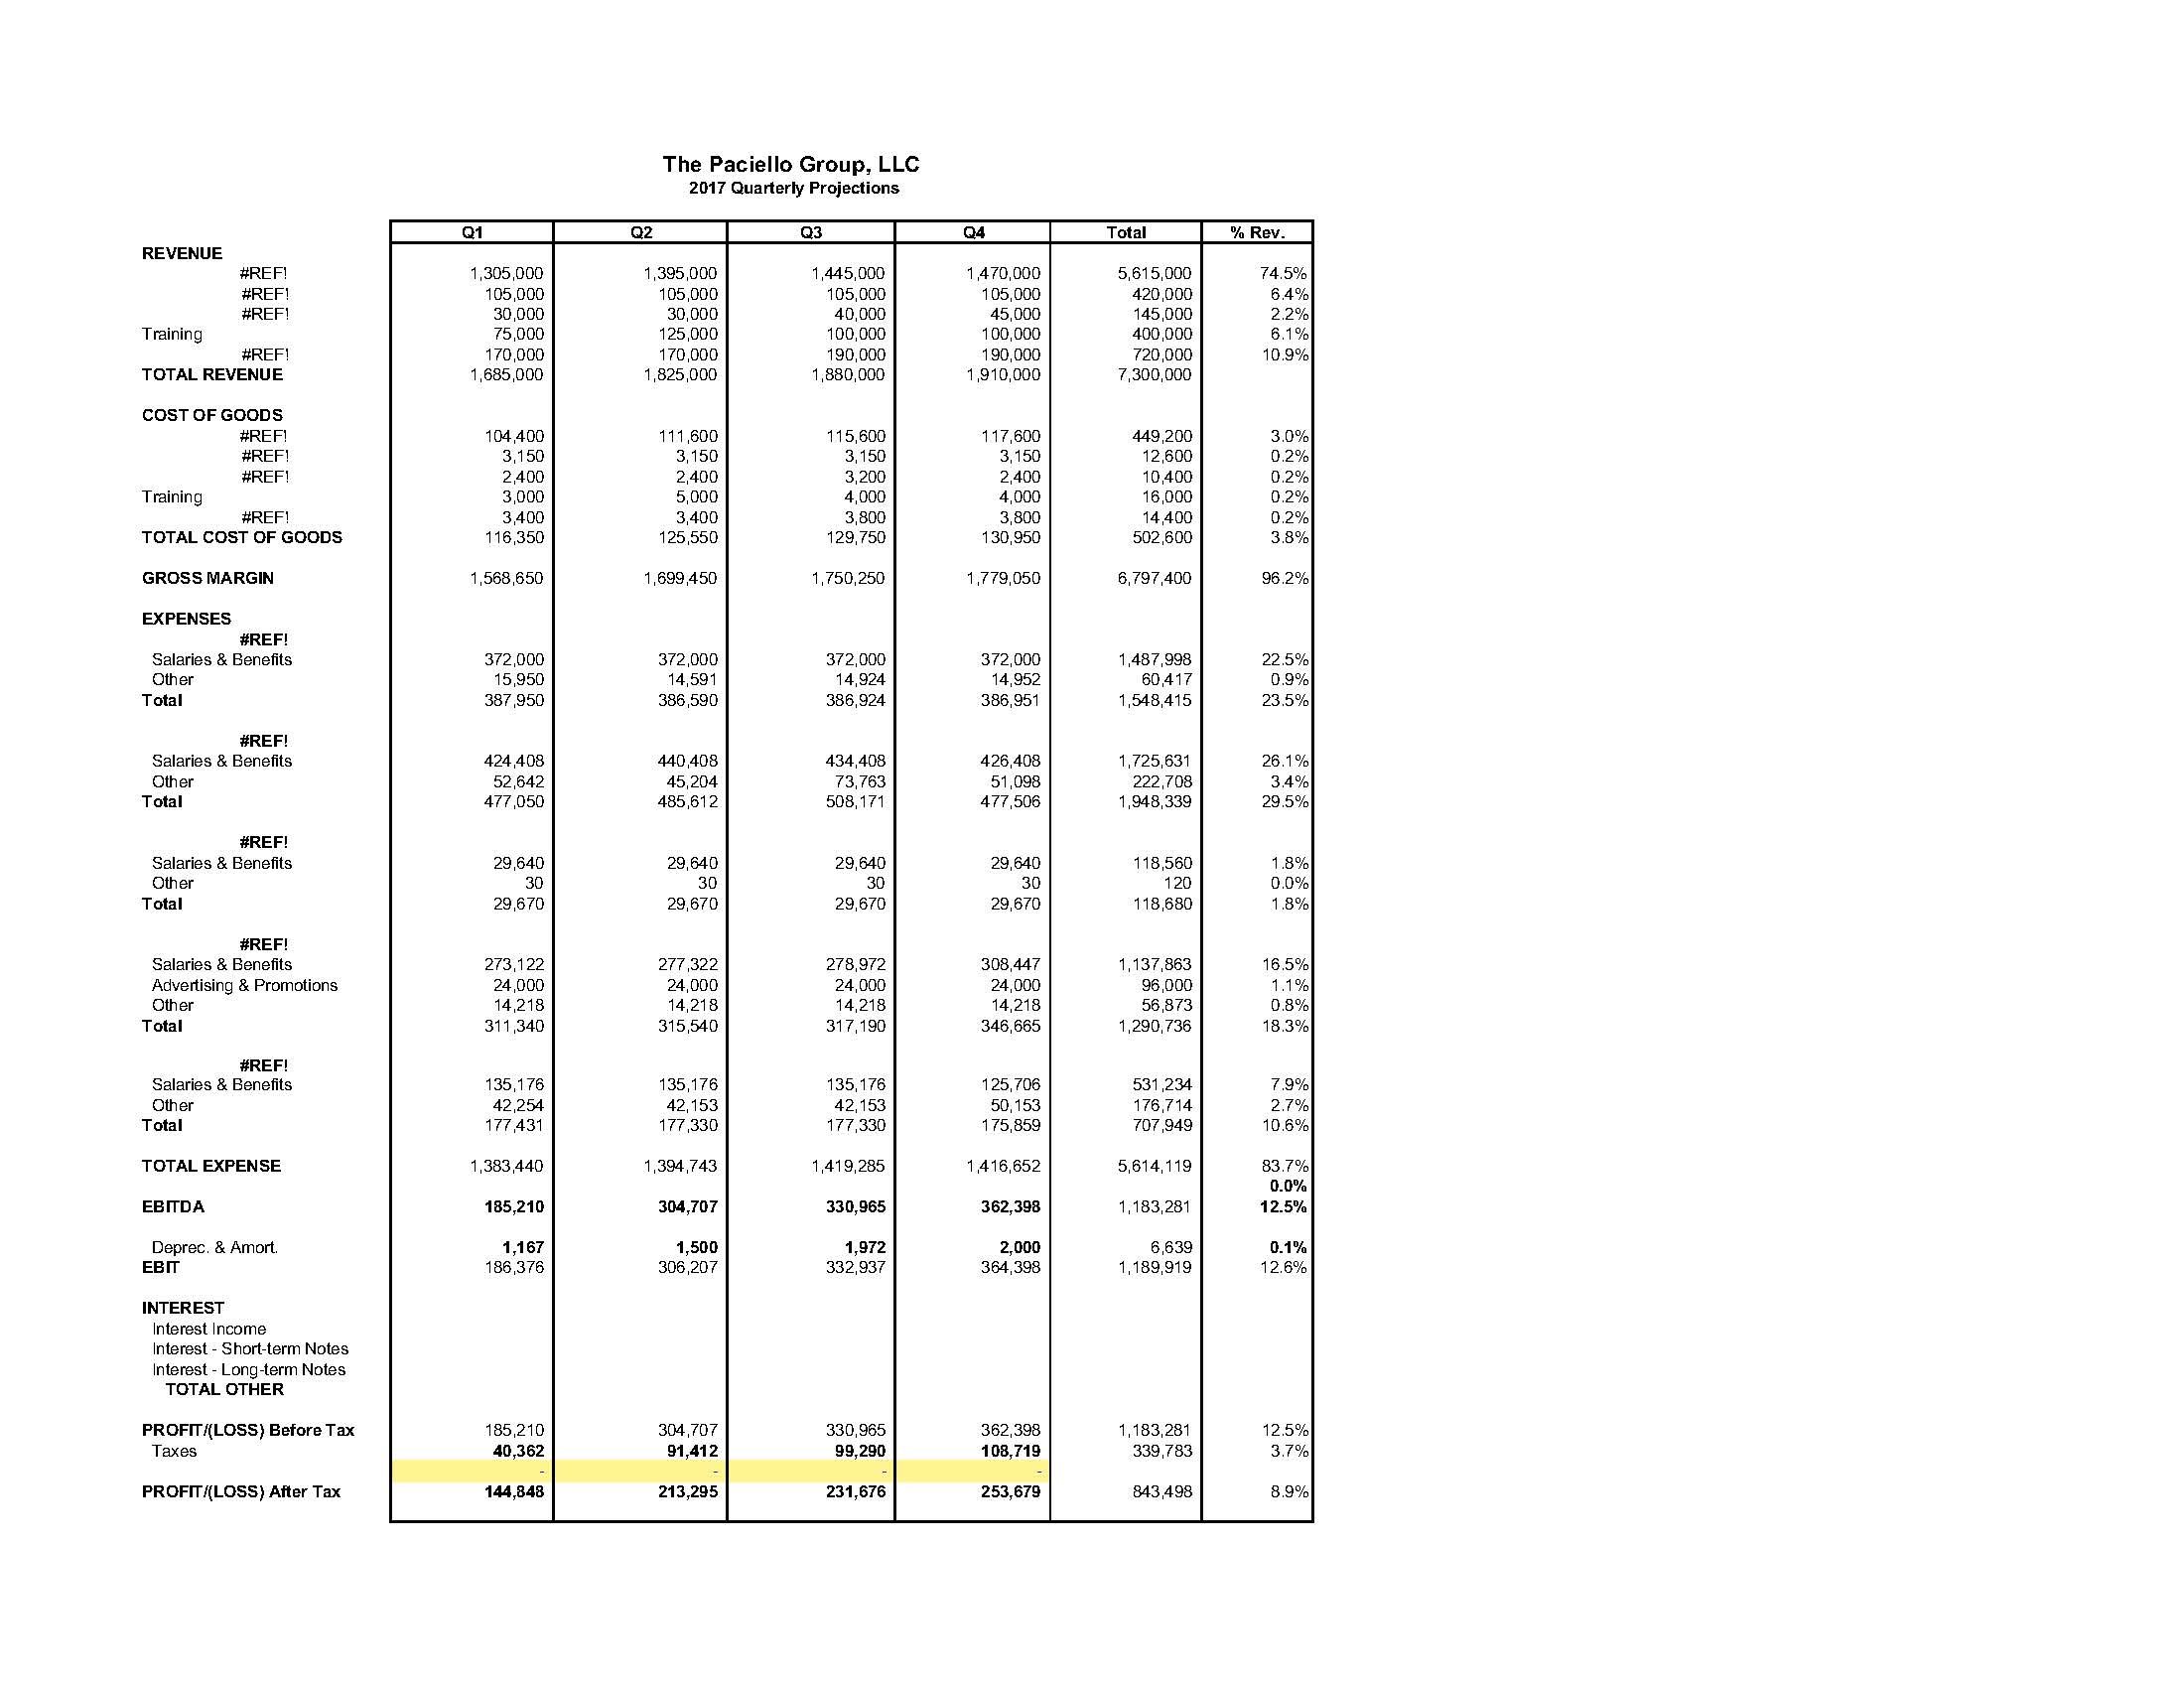 The Paciello Group, LLC
2017 Quarterly Projections
Q1 Q2 Q3 Q4 Total % Rev.
REVENUE
#REF! 1,305,000 1,395,000 1,445,000 1,470,000 5,615,000 74.5%
#REF! 105,000 105,000 105,000 105,000 420,000 6.4%
#REF! 30,000 30,000 40,000 45,000 145,000 2.2%
Training 75,000 125,000 100,000 100,000 400,000 6.1%
#REF! 170,000 170,000 190,000 190,000 720,000 10.9%
TOTAL REVENUE 1,685,000 1,825,000 1,880,000 1,910,000 7,300,000
COST OF GOODS
#REF! 104,400 111,600 115,600 117,600 449,200 3.0%
#REF! 3,150 3,150 3,150 3,150 12,600 0.2%
#REF! 2,400 2,400 3,200 2,400 10,400 0.2%
Training 3,000 5,000 4,000 4,000 16,000 0.2%
#REF! 3,400 3,400 3,800 3,800 14,400 0.2%
TOTAL COST OF GOODS 116,350 125,550 129,750 130,950 502,600 3.8%
GROSS MARGIN 1,568,650 1,699,450 1,750,250 1,779,050 6,797,400 96.2%
EXPENSES
#REF!
Salaries & Benefits 372,000 372,000 372,000 372,000 1,487,998 22.5%
Other 15,950 14,591 14,924 14,952 60,417 0.9%
Total 387,950 386,590 386,924 386,951 1,548,415 23.5%
#REF!
Salaries & Benefits 424,408 440,408 434,408 426,408 1,725,631 26.1%
Other 52,642 45,204 73,763 51,098 222,708 3.4%
Total 477,050 485,612 508,171 477,506 1,948,339 29.5%
#REF!
Salaries & Benefits 29,640 29,640 29,640 29,640 118,560 1.8%
Other 30 30 30 30 120 0.0%
Total 29,670 29,670 29,670 29,670 118,680 1.8%
#REF!
Salaries & Benefits 273,122 277,322 278,972 308,447 1,137,863 16.5%
Advertising & Promotions 24,000 24,000 24,000 24,000 96,000 1.1%
Other 14,218 14,218 14,218 14,218 56,873 0.8%
Total 311,340 315,540 317,190 346,665 1,290,736 18.3%
#REF!
Salaries & Benefits 135,176 135,176 135,176 125,706 531,234 7.9%
Other 42,254 42,153 42,153 50,153 176,714 2.7%
Total 177,431 177,330 177,330 175,859 707,949 10.6%
TOTAL EXPENSE 1,383,440 1,394,743 1,419,285 1,416,652 5,614,119 83.7%
0.0%
EBITDA 185,210 304,707 330,965 362,398 1,183,281 12.5%
Deprec. & Amort. 1,167 1,500 1,972 2,000 6,639 0.1%
EBIT 186,376 306,207 332,937 364,398 1,189,919 12.6%
INTEREST
Interest Income
Interest - Short-term Notes
Interest - Long-term Notes
TOTAL OTHER
PROFIT/(LOSS) Before Tax 185,210 304,707 330,965 362,398 1,183,281 12.5%
Taxes 40,362 91,412 99,290 108,719 339,783 3.7%
- - - -
PROFIT/(LOSS) After Tax 144,848 213,295 231,676 253,679 843,498 8.9%